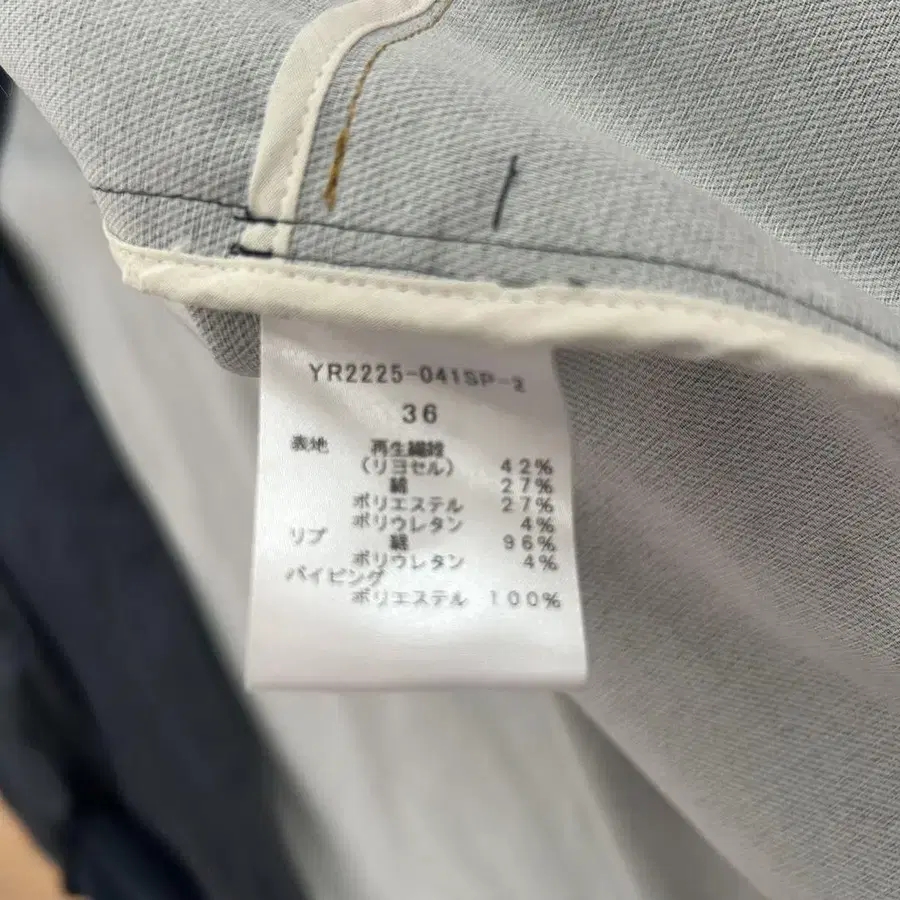 YR2225-041SP-2
36
表地 再生繊維
(リヨセル) 42%
綿 27%
ポリエステル 27%
ポリウレタン 4%
リブ 綿 96%
ポリウレタン 4%
パイピング
ポリエステル 100%